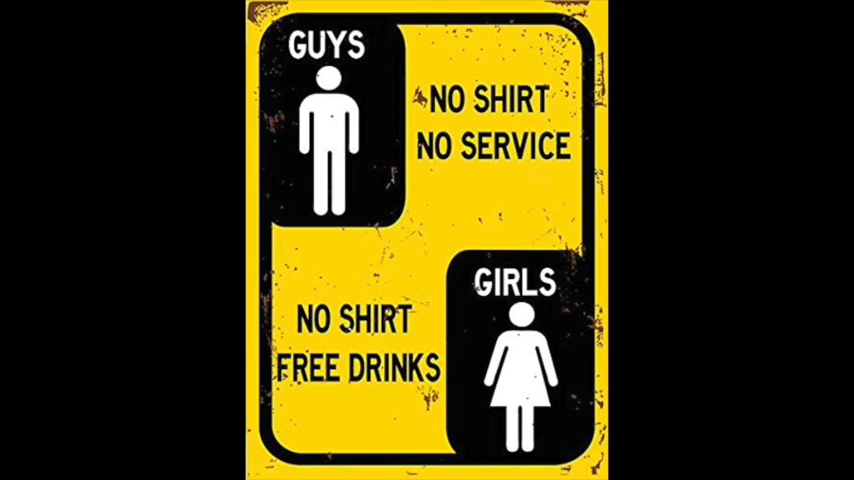 GUYS
NO SHIRT
NO SERVICE
GIRLS
NO SHIRT
FREE DRINKS